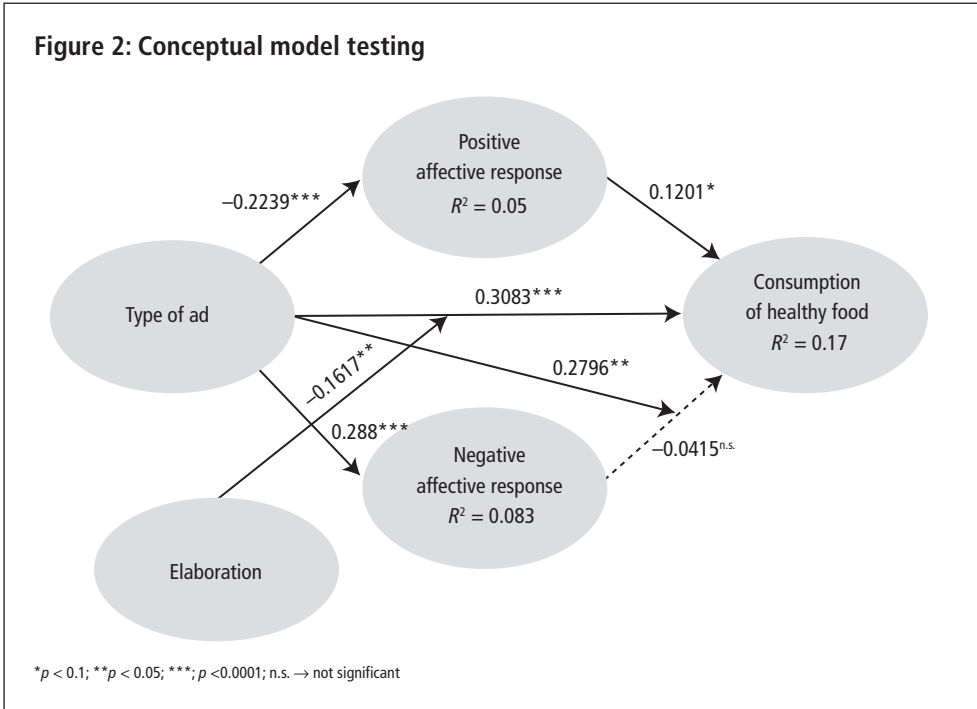 Figure 2: Conceptual model testing
Positive
affective response
R² = 0.05
–0.2239***
0.1201*
Type of ad
0.3083***
Consumption
of healthy food
R² = 0.17
–0.1617**
0.2796**
0.288***
Negative
affective response
R² = 0.083
–0.0415n.s.
Elaboration
*p < 0.1; **p < 0.05; ***; p <0.0001; n.s. → not significant